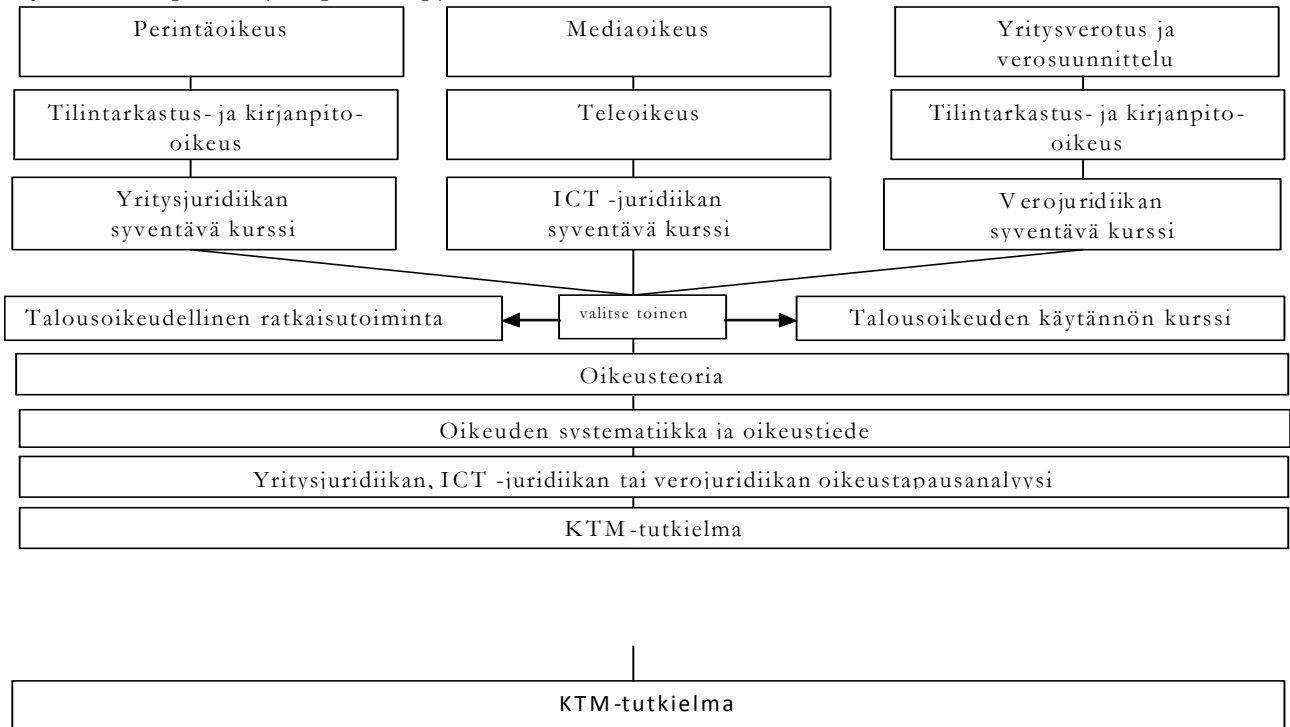 Perintäoikeus
Mediaoikeus
Yritysverotus ja
verosuunnittelu
Tilintarkastus- ja kirjanpito-
oikeus
Teleoikeus
Tilintarkastus- ja kirjanpito-
oikeus
Yritysjuridiikan
syventävä kurssi
ICT -juridiikan
syventävä kurssi
Verojuridiikan
syventävä kurssi
Talousoikeudellinen ratkaisutoiminta
valitse toinen
Talousoikeuden käytännön kurssi
Oikeusteoria
Oikeuden systematiikka ja oikeustiede
Yritysjuridiikan, ICT -juridiikan tai verojuridiikan oikeustapausanalyysi
KTM-tutkielma
KTM-tutkielma